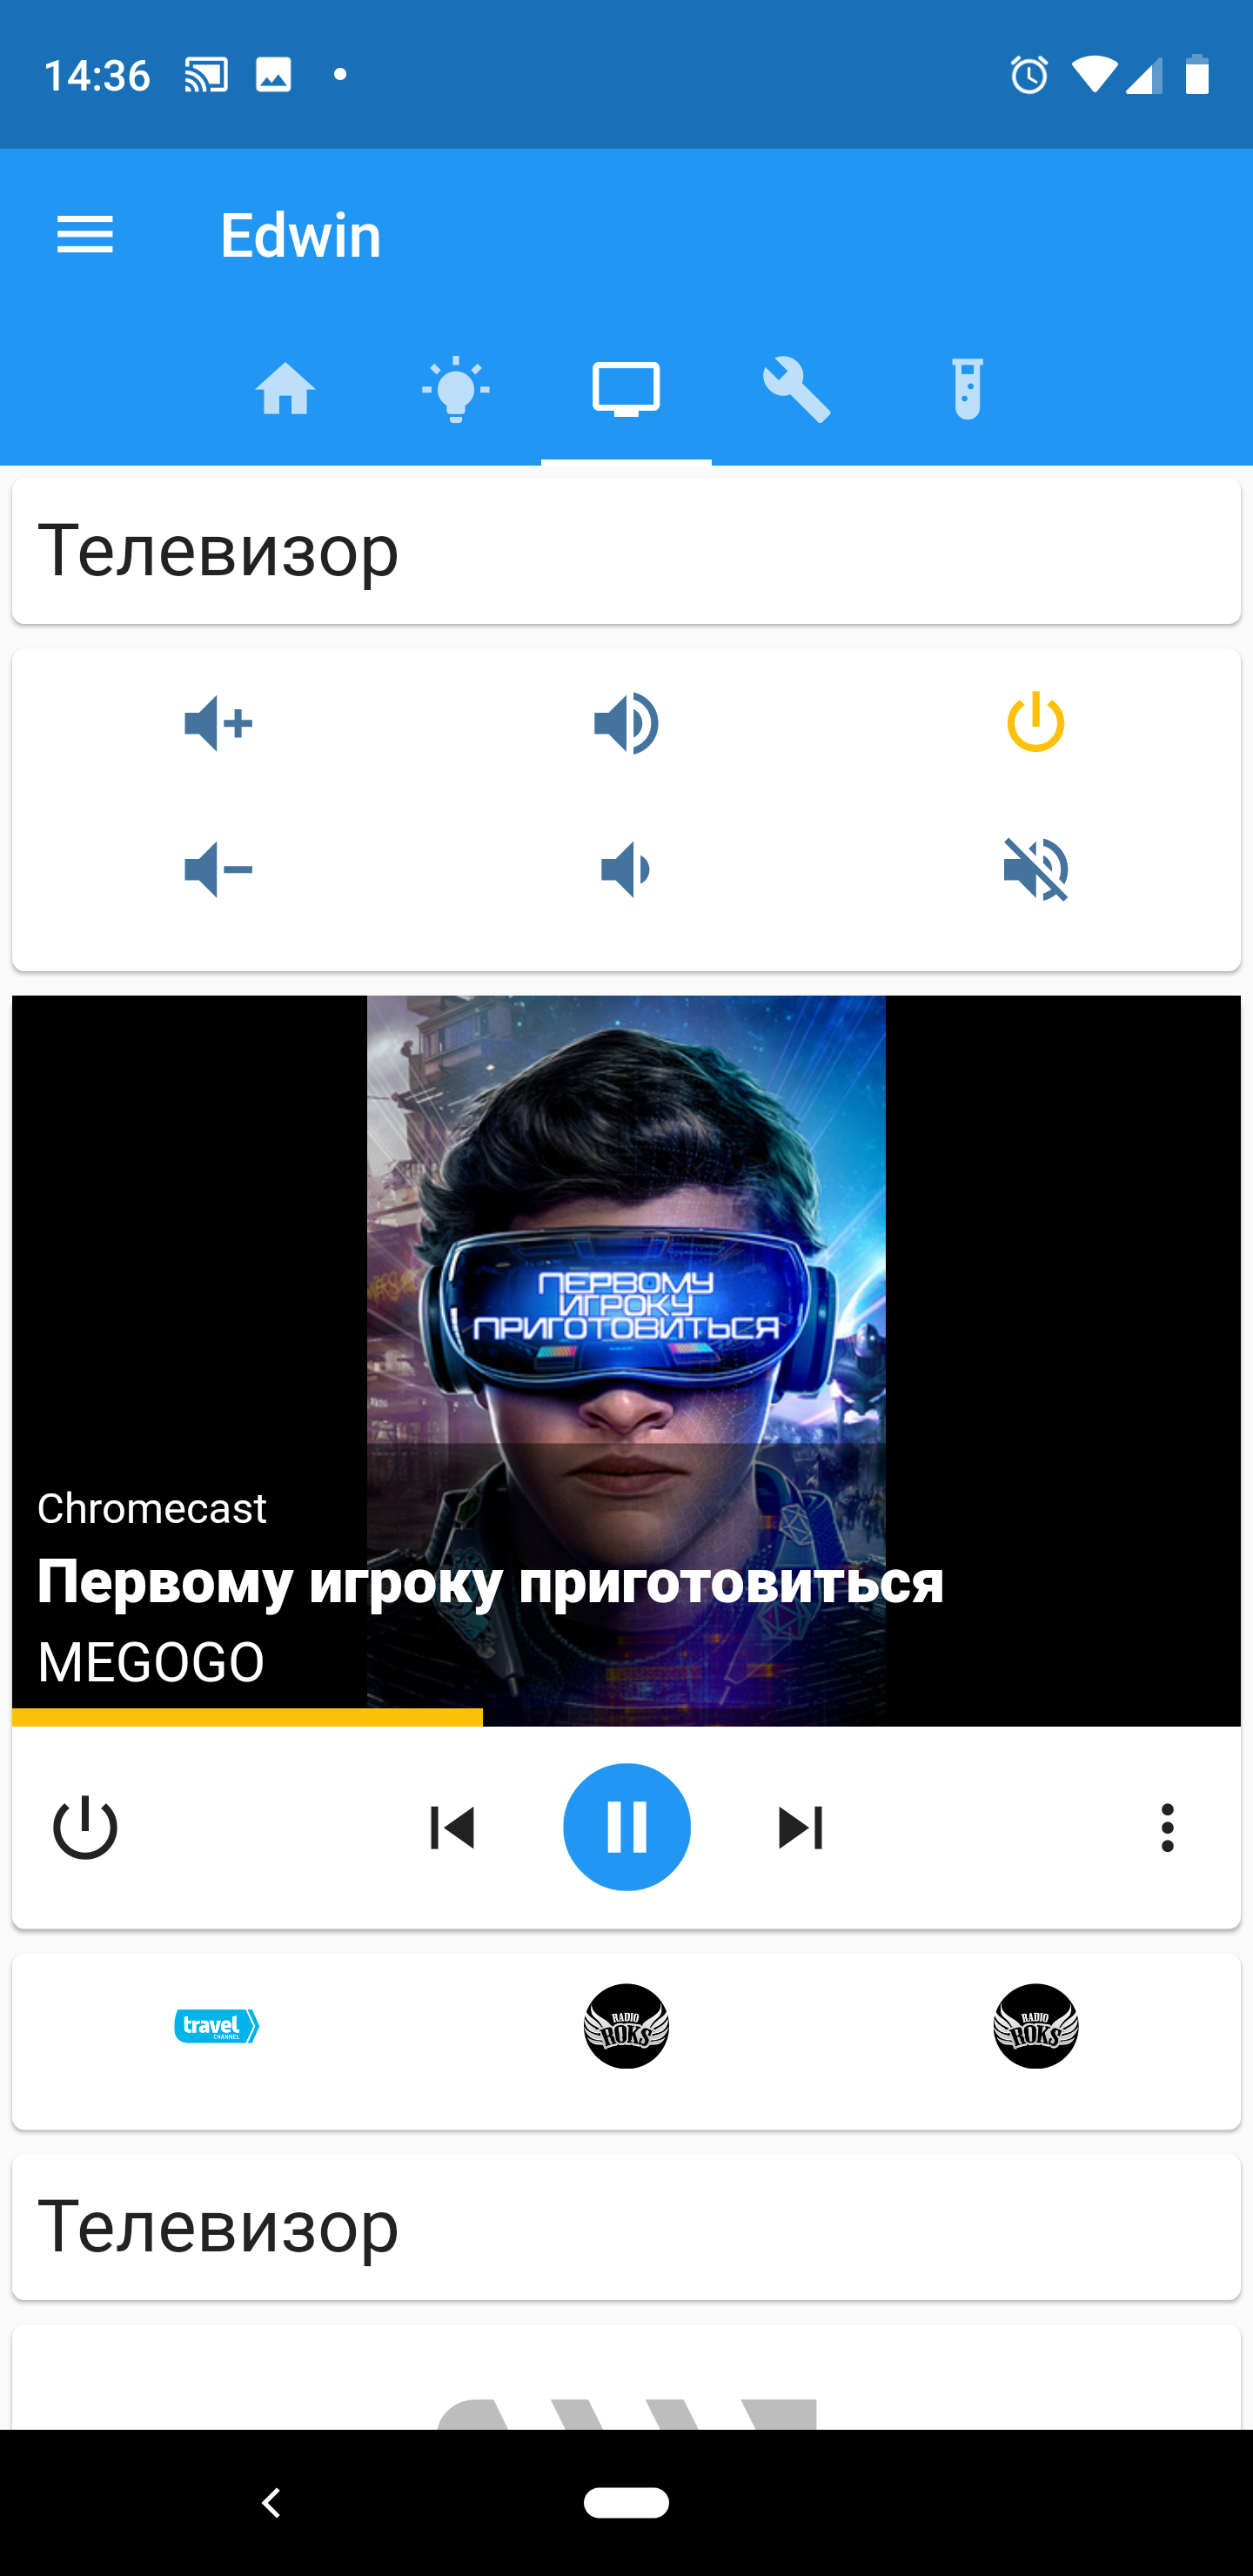 14:36
Edwin
Телевизор
ПЕРВОМУ
ИГРОКУ
ПРИГОТОВИТЬСЯ
Chromecast
Первому игроку приготовиться
MEGOGO
travel
CHANNEL
RADIO
ROKS
RADIO
ROKS
Телевизор